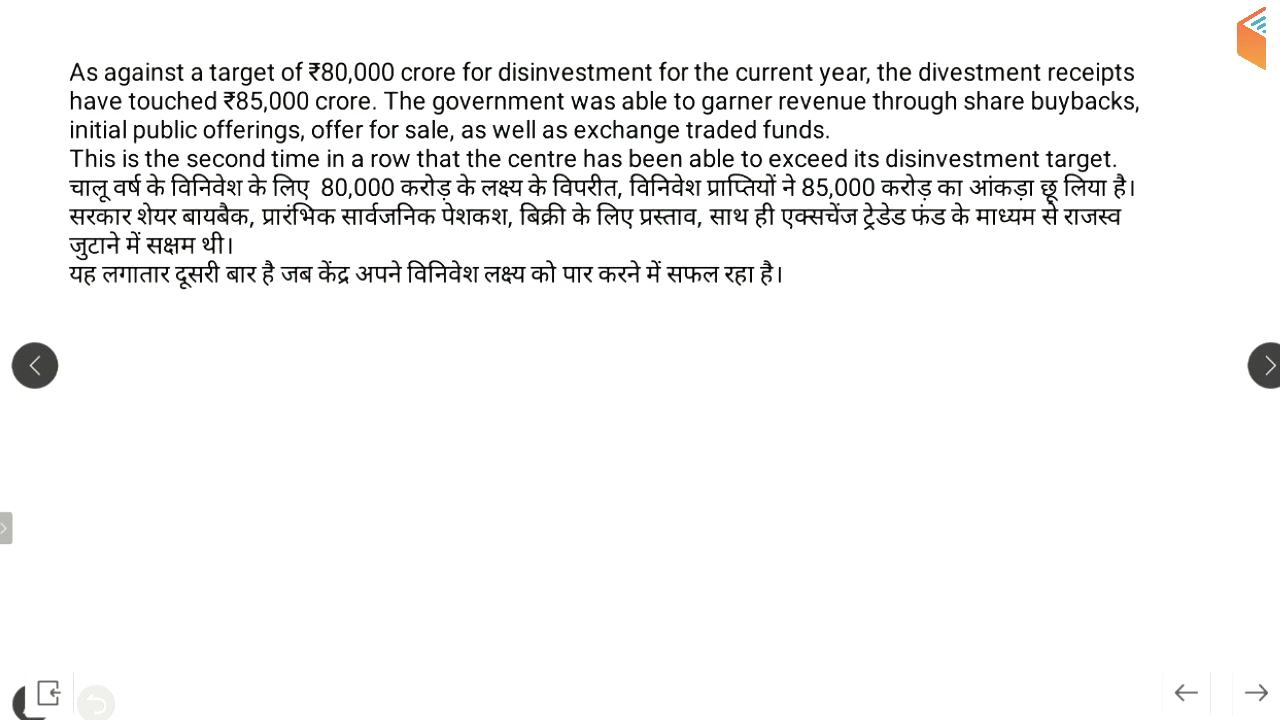 As against a target of ₹80,000 crore for disinvestment for the current year, the divestment receipts
have touched ₹85,000 crore. The government was able to garner revenue through share buybacks,
initial public offerings, offer for sale, as well as exchange traded funds.
This is the second time in a row that the centre has been able to exceed its disinvestment target.
चालू वर्ष के विनिवेश के लिए 80,000 करोड़ के लक्ष्य के विपरीत, विनिवेश प्राप्तियों ने 85,000 करोड़ का आंकड़ा छू लिया है।
सरकार शेयर बायबैक, प्रारंभिक सार्वजनिक पेशकश, बिक्री के लिए प्रस्ताव, साथ ही एक्सचेंज ट्रेडेड फंड के माध्यम से राजस्व
जुटाने में सक्षम थी।
यह लगातार दूसरी बार है जब केंद्र अपने विनिवेश लक्ष्य को पार करने में सफल रहा है।